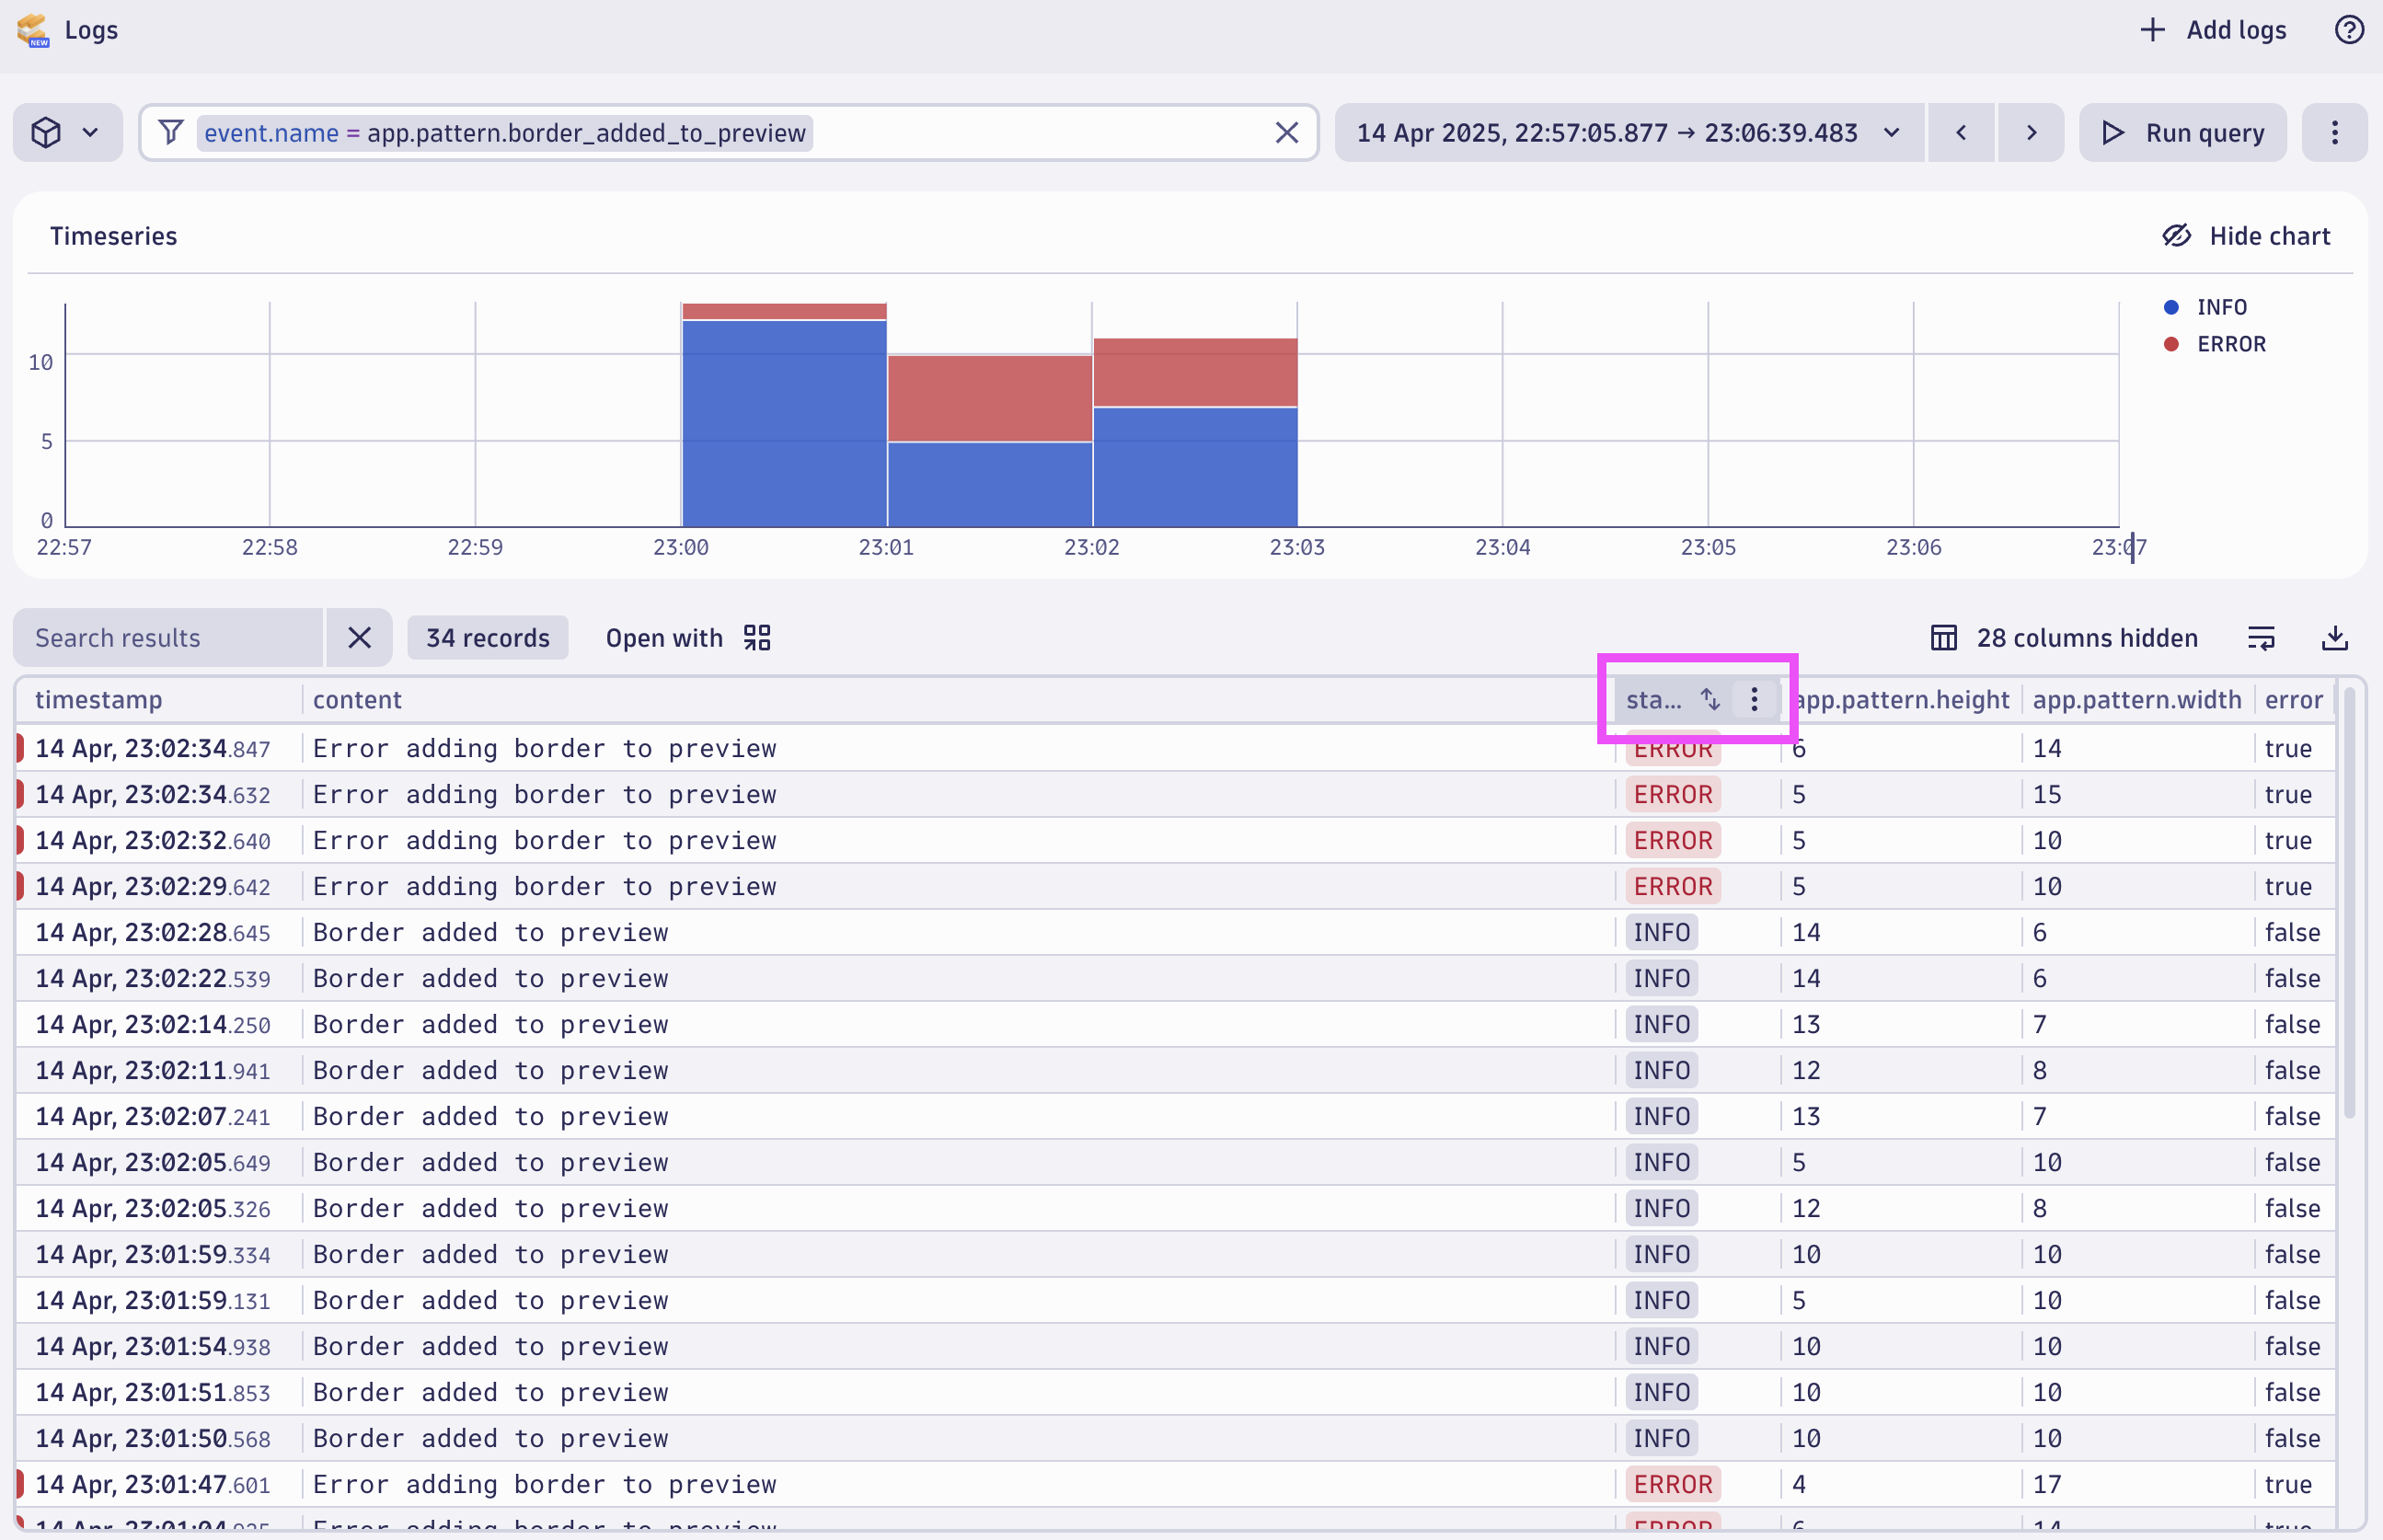 NEW Logs Add logs
event.name = app.pattern.border_added_to_preview 14 Apr 2025, 22:57:05.877 → 23:06:39.483 Run query
Timeseries Hide chart
INFO
ERROR
10
5
0
22:57 22:58 22:59 23:00 23:01 23:02 23:03 23:04 23:05 23:06 23:07
Search results 34 records Open with 28 columns hidden
timestamp content sta... app.pattern.height app.pattern.width error
14 Apr, 23:02:34.847 Error adding border to preview ERROR 6 14 true
14 Apr, 23:02:34.632 Error adding border to preview ERROR 5 15 true
14 Apr, 23:02:32.640 Error adding border to preview ERROR 5 10 true
14 Apr, 23:02:29.642 Error adding border to preview ERROR 5 10 true
14 Apr, 23:02:28.645 Border added to preview INFO 14 6 false
14 Apr, 23:02:22.539 Border added to preview INFO 14 6 false
14 Apr, 23:02:14.250 Border added to preview INFO 13 7 false
14 Apr, 23:02:11.941 Border added to preview INFO 12 8 false
14 Apr, 23:02:07.241 Border added to preview INFO 13 7 false
14 Apr, 23:02:05.649 Border added to preview INFO 5 10 false
14 Apr, 23:02:05.326 Border added to preview INFO 12 8 false
14 Apr, 23:01:59.334 Border added to preview INFO 10 10 false
14 Apr, 23:01:59.131 Border added to preview INFO 5 10 false
14 Apr, 23:01:54.938 Border added to preview INFO 10 10 false
14 Apr, 23:01:51.853 Border added to preview INFO 10 10 false
14 Apr, 23:01:50.568 Border added to preview INFO 10 10 false
14 Apr, 23:01:47.601 Error adding border to preview ERROR 4 17 true
14 Apr, 23:01:04 Error adding border to preview ERROR 6 14 true